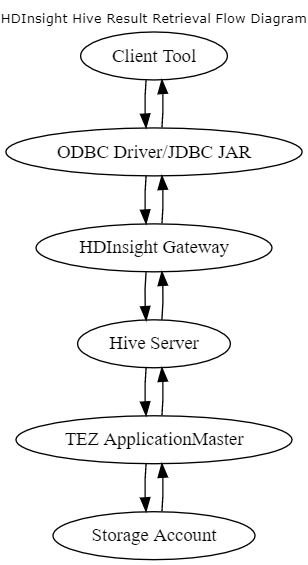 HDInsight Hive Result Retrieval Flow Diagram
Client Tool
ODBC Driver/JDBC JAR
HDInsight Gateway
Hive Server
TEZ ApplicationMaster
Storage Account